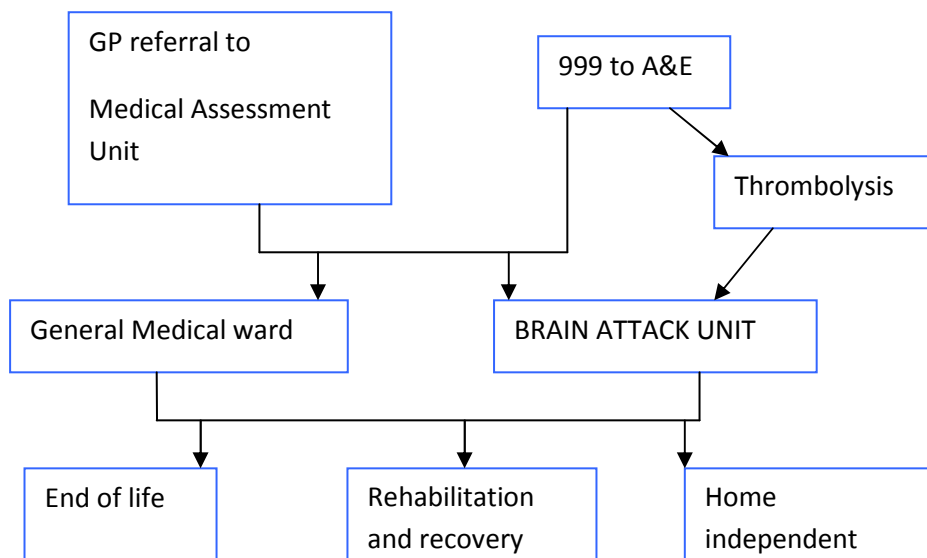 GP referral to
Medical Assessment
Unit
999 to A&E
Thrombolysis
General Medical ward
BRAIN ATTACK UNIT
End of life
Rehabilitation
and recovery
Home
independent